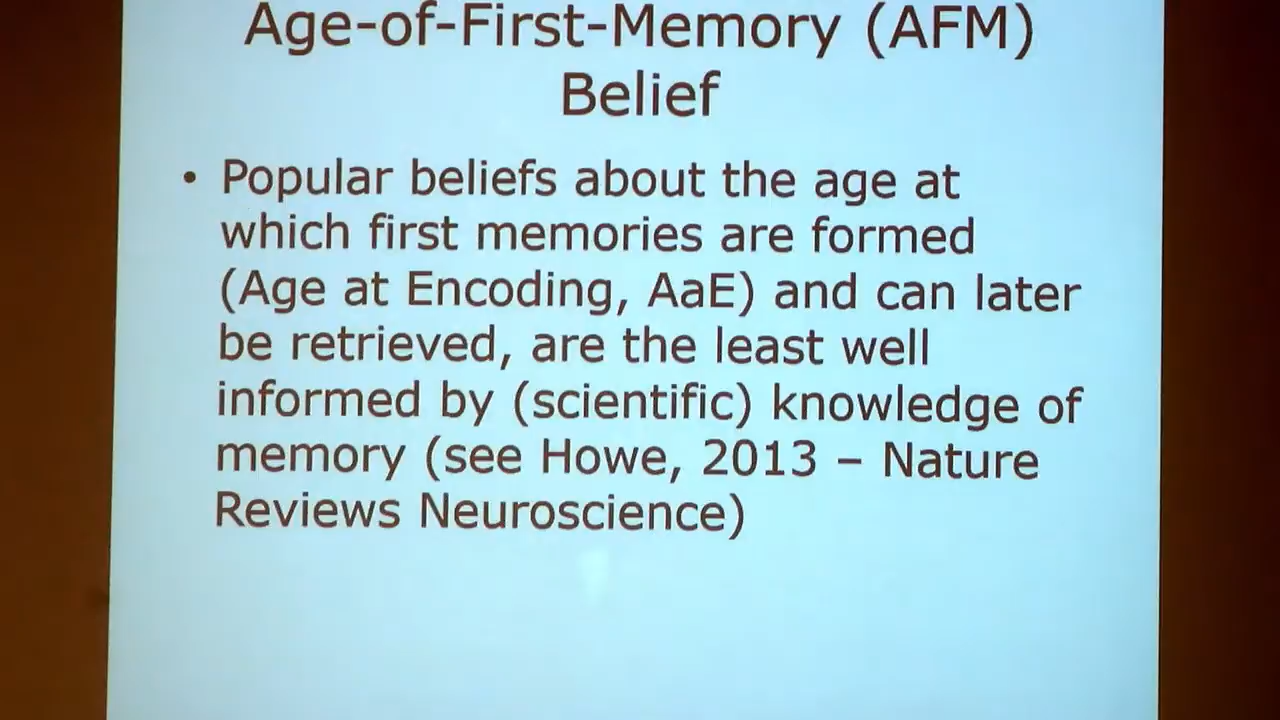 Age-of-First-Memory (AFM)
Belief
• Popular beliefs about the age at
which first memories are formed
(Age at Encoding, AaE) and can later
be retrieved, are the least well
informed by (scientific) knowledge of
memory (see Howe, 2013 – Nature
Reviews Neuroscience)